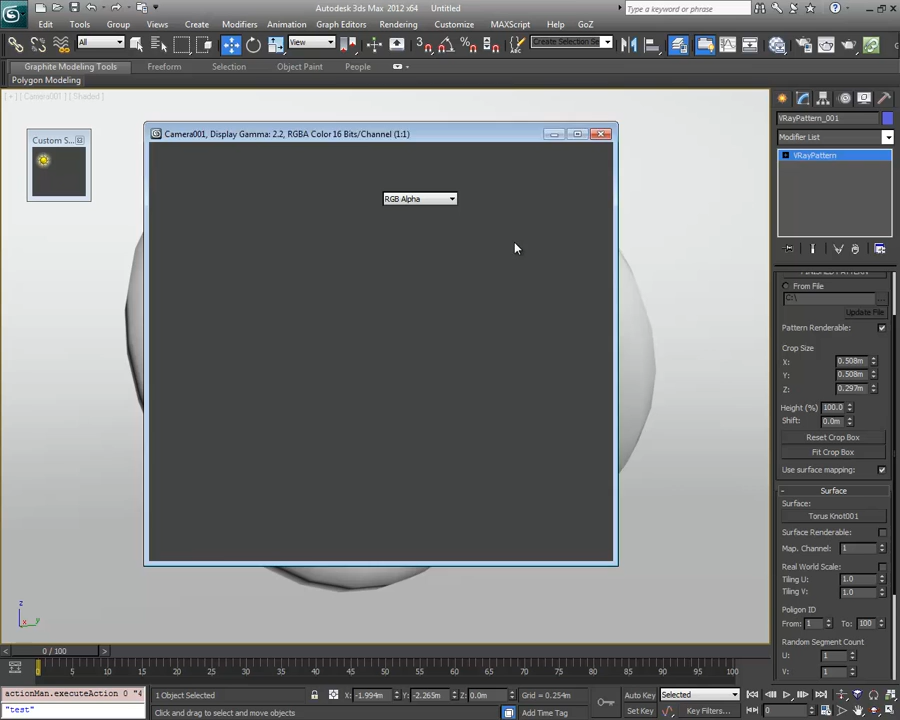 Autodesk 3ds Max 2012 x64 Untitled
Type a keyword or phrase
Edit Tools Group Views Create Modifiers Animation Graph Editors Rendering Customize MAXScript Help GoZ
All View Create Selection Se
Graphite Modeling Tools Freeform Selection Object Paint People
Polygon Modeling
[ + ] [ Camera001 ] [ Shaded ]
Custom S...
Camera001, Display Gamma: 2.2, RGBA Color 16 Bits/Channel (1:1)
RGB Alpha
VRayPattern_001
Modifier List
VRayPattern
FINISHED PATTERN
From File
C:\ ...
Update File
Pattern Renderable:
Crop Size
X: 0.508m
Y: 0.508m
Z: 0.297m
Height (%) 100.0
Shift: 0.0m
Reset Crop Box
Fit Crop Box
Use surface mapping:
- Surface
Surface:
Torus Knot001
Surface Renderable:
Map. Channel: 1
Real World Scale:
Tiling U: 1.0
Tiling V: 1.0
Polygon ID
From: 1 To: 100
Random Segment Count
U: 1
V: 1
z
x y
< 0 / 100 >
0 5 10 15 20 25 30 35 40 45 50 55 60 65 70 75 80 85 90 95 100
actionMan.executeAction 0 "4
"test"
1 Object Selected X: -1.994m Y: -2.265m Z: 0.0m Grid = 0.254m Auto Key Selected
Click and drag to select and move objects Add Time Tag Set Key Key Filters... 0